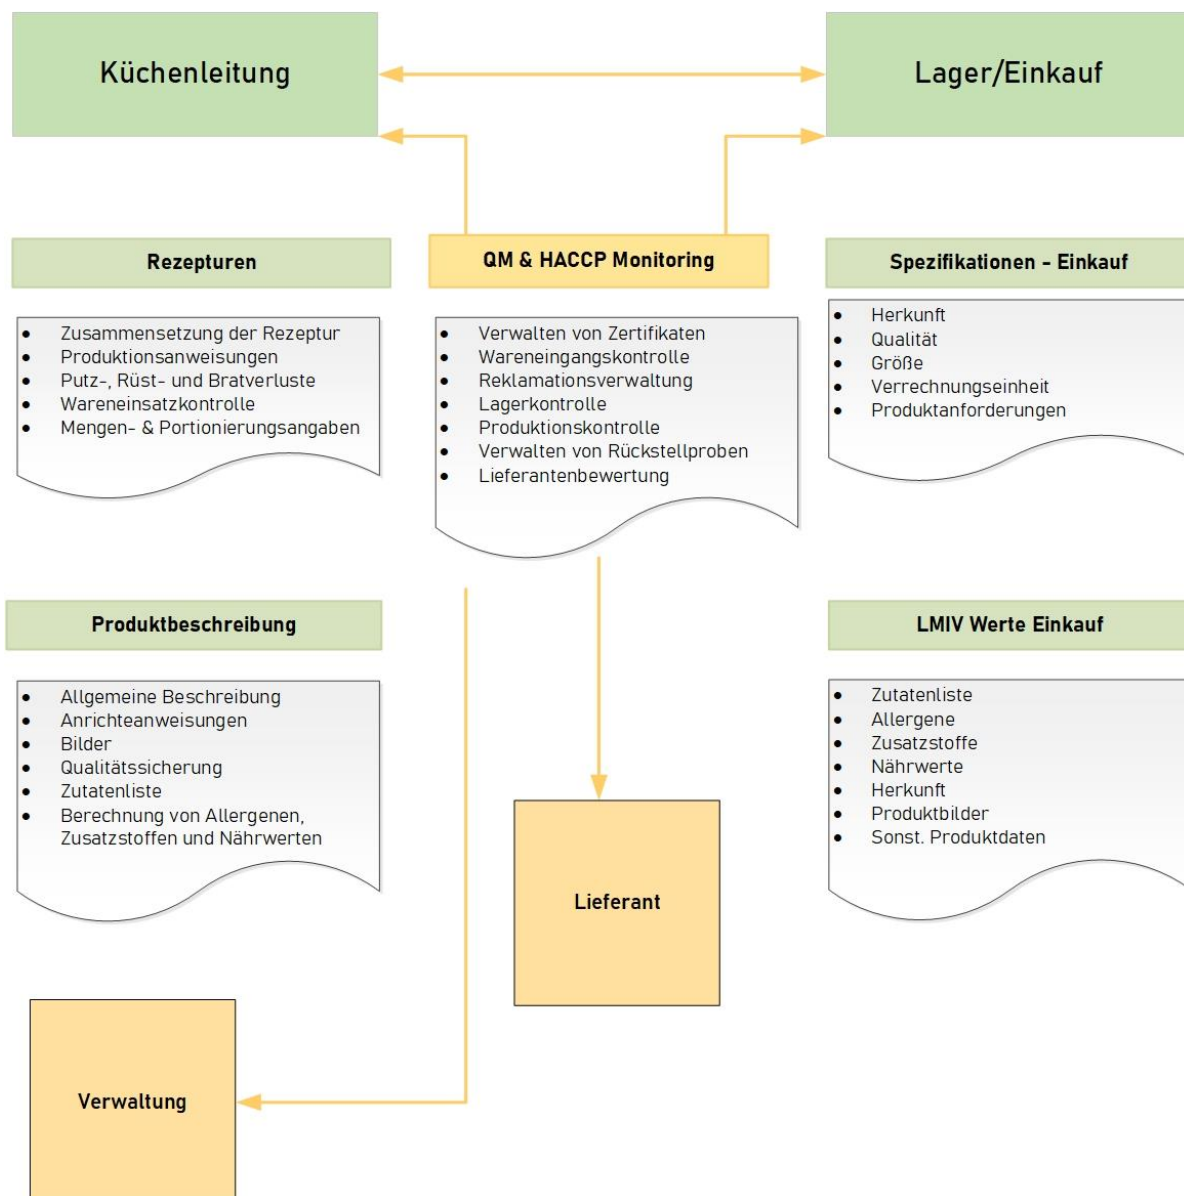 Küchenleitung
Lager/Einkauf
Rezepturen
Zusammensetzung der Rezeptur
Produktionsanweisungen
Putz-, Rüst- und Bratverluste
Wareneinsatzkontrolle
Mengen- & Portionierungsangaben
QM & HACCP Monitoring
Verwalten von Zertifikaten
Wareneingangskontrolle
Reklamationsverwaltung
Lagerkontrolle
Produktionskontrolle
Verwalten von Rückstellproben
Lieferantenbewertung
Spezifikationen - Einkauf
Herkunft
Qualität
Größe
Verrechnungseinheit
Produktanforderungen
Produktbeschreibung
Allgemeine Beschreibung
Anrichteanweisungen
Bilder
Qualitätssicherung
Zutatenliste
Berechnung von Allergenen,
Zusatzstoffen und Nährwerten
LMIV Werte Einkauf
Zutatenliste
Allergene
Zusatzstoffe
Nährwerte
Herkunft
Produktbilder
Sonst. Produktdaten
Lieferant
Verwaltung